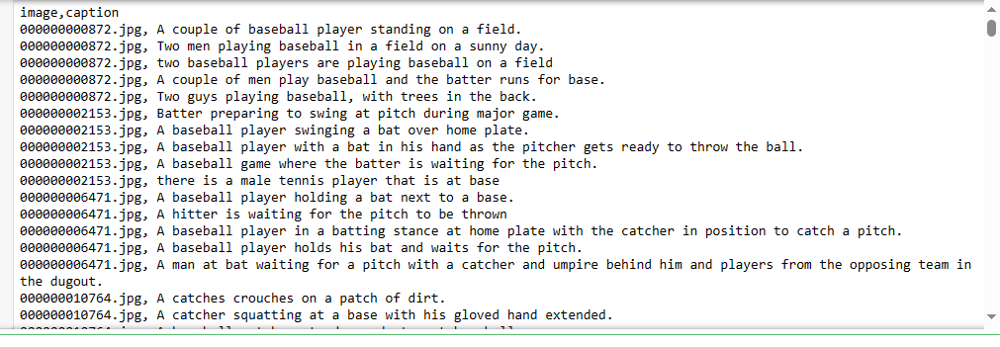 image,caption
000000000872.jpg, A couple of baseball player standing on a field.
000000000872.jpg, Two men playing baseball in a field on a sunny day.
000000000872.jpg, two baseball players are playing baseball on a field
000000000872.jpg, A couple of men play baseball and the batter runs for base.
000000000872.jpg, Two guys playing baseball, with trees in the back.
000000002153.jpg, Batter preparing to swing at pitch during major game.
000000002153.jpg, A baseball player swinging a bat over home plate.
000000002153.jpg, A baseball player with a bat in his hand as the pitcher gets ready to throw the ball.
000000002153.jpg, A baseball game where the batter is waiting for the pitch.
000000002153.jpg, there is a male tennis player that is at base
000000006471.jpg, A baseball player holding a bat next to a base.
000000006471.jpg, A hitter is waiting for the pitch to be thrown
000000006471.jpg, A baseball player in a batting stance at home plate with the catcher in position to catch a pitch.
000000006471.jpg, A baseball player holds his bat and waits for the pitch.
000000006471.jpg, A man at bat waiting for a pitch with a catcher and umpire behind him and players from the opposing team in
the dugout.
000000010764.jpg, A catches crouches on a patch of dirt.
000000010764.jpg, A catcher squatting at a base with his gloved hand extended.